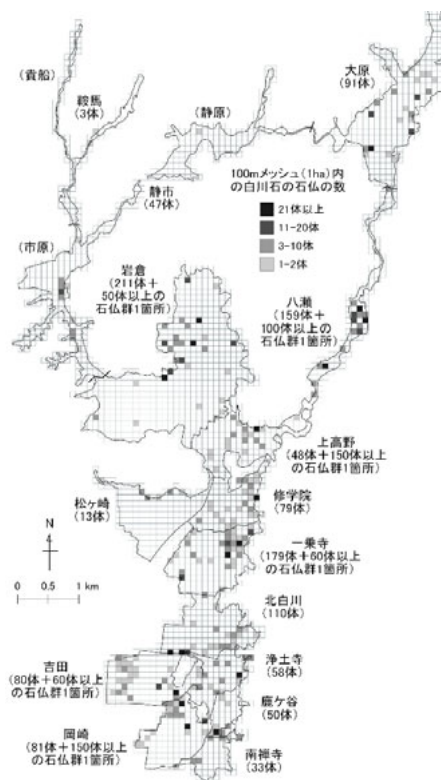 (貴船)
鞍馬
(3体)
(静原)
大原
(91体)
静市
(47体)
100mメッシュ(1ha)内
の白川石の石仏の数
21体以上
11-20体
3-10体
1-2体
(市原)
岩倉
(211体+
50体以上の
石仏群1箇所)
八瀬
(159体+
100体以上の
石仏群1箇所)
上高野
(48体+150体以上
の石仏群1箇所)
松ヶ崎
(13体)
修学院
(79体)
N
0 0.5 1 km
一乗寺
(179体+60体以上
の石仏群1箇所)
北白川
(110体)
吉田
(80体+60体以上
の石仏群1箇所)
浄土寺
(58体)
鹿ケ谷
(50体)
岡崎
(81体+150体以上
の石仏群1箇所)
南禅寺
(33体)